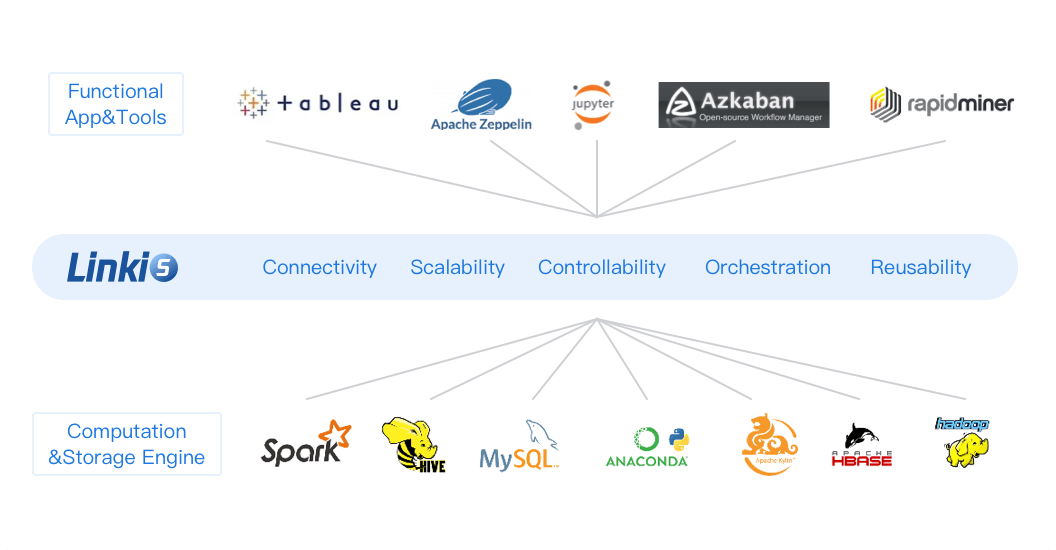 Functional
App&Tools
+ableau
Apache Zeppelin
jupyter
Azkaban
Open-source Workflow Manager
rapidminer
Linkis
Connectivity
Scalability
Controllability
Orchestration
Reusability
Computation
&Storage Engine
Spark
HIVE
MySQL
ANACONDA
Apache Kylin
APACHE
HBASE
hadoop